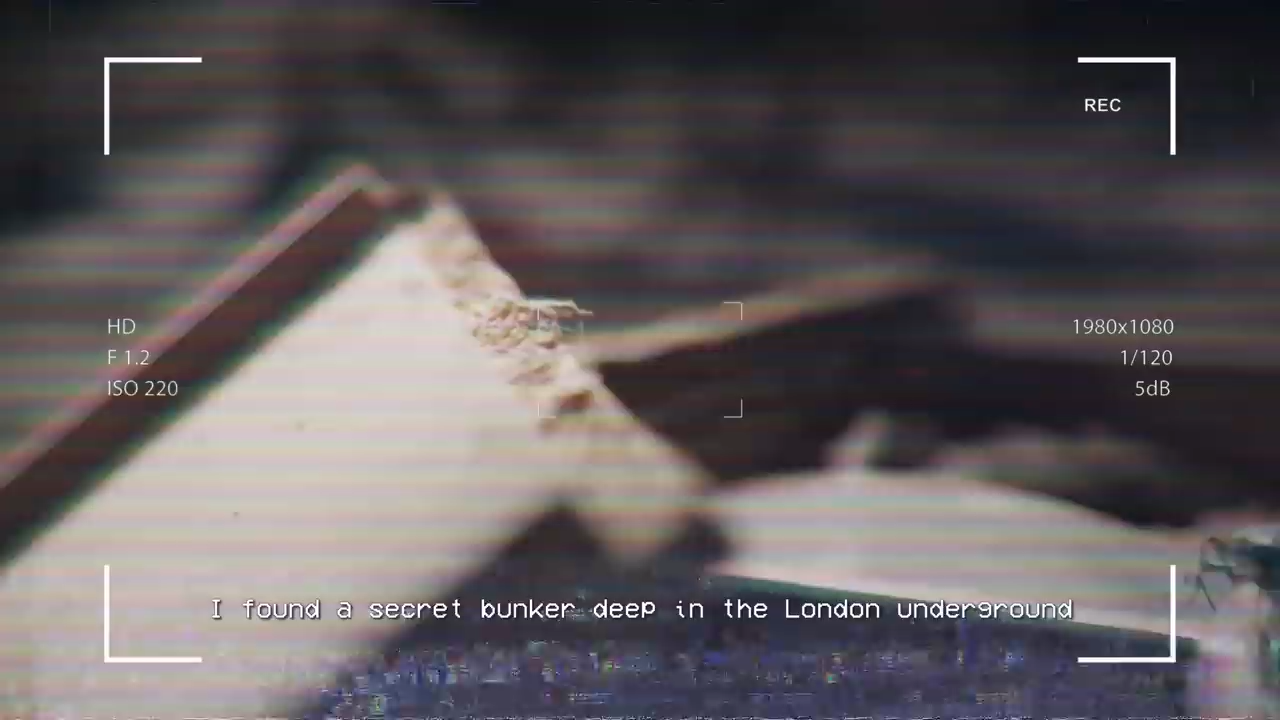 REC
HD
F 1.2
ISO 220
1980x1080
1/120
5dB
I found a secret bunker deep in the London underground